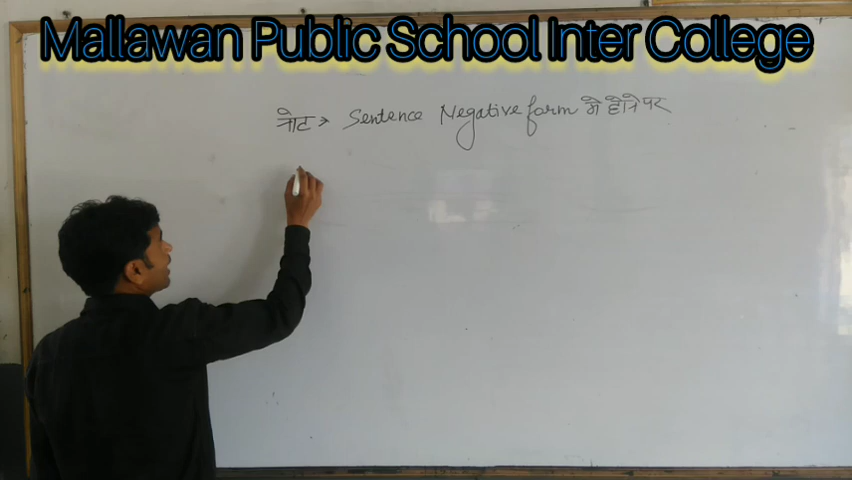 Mallawan Public School Inter College
नोट → Sentence Negative form मे होने पर